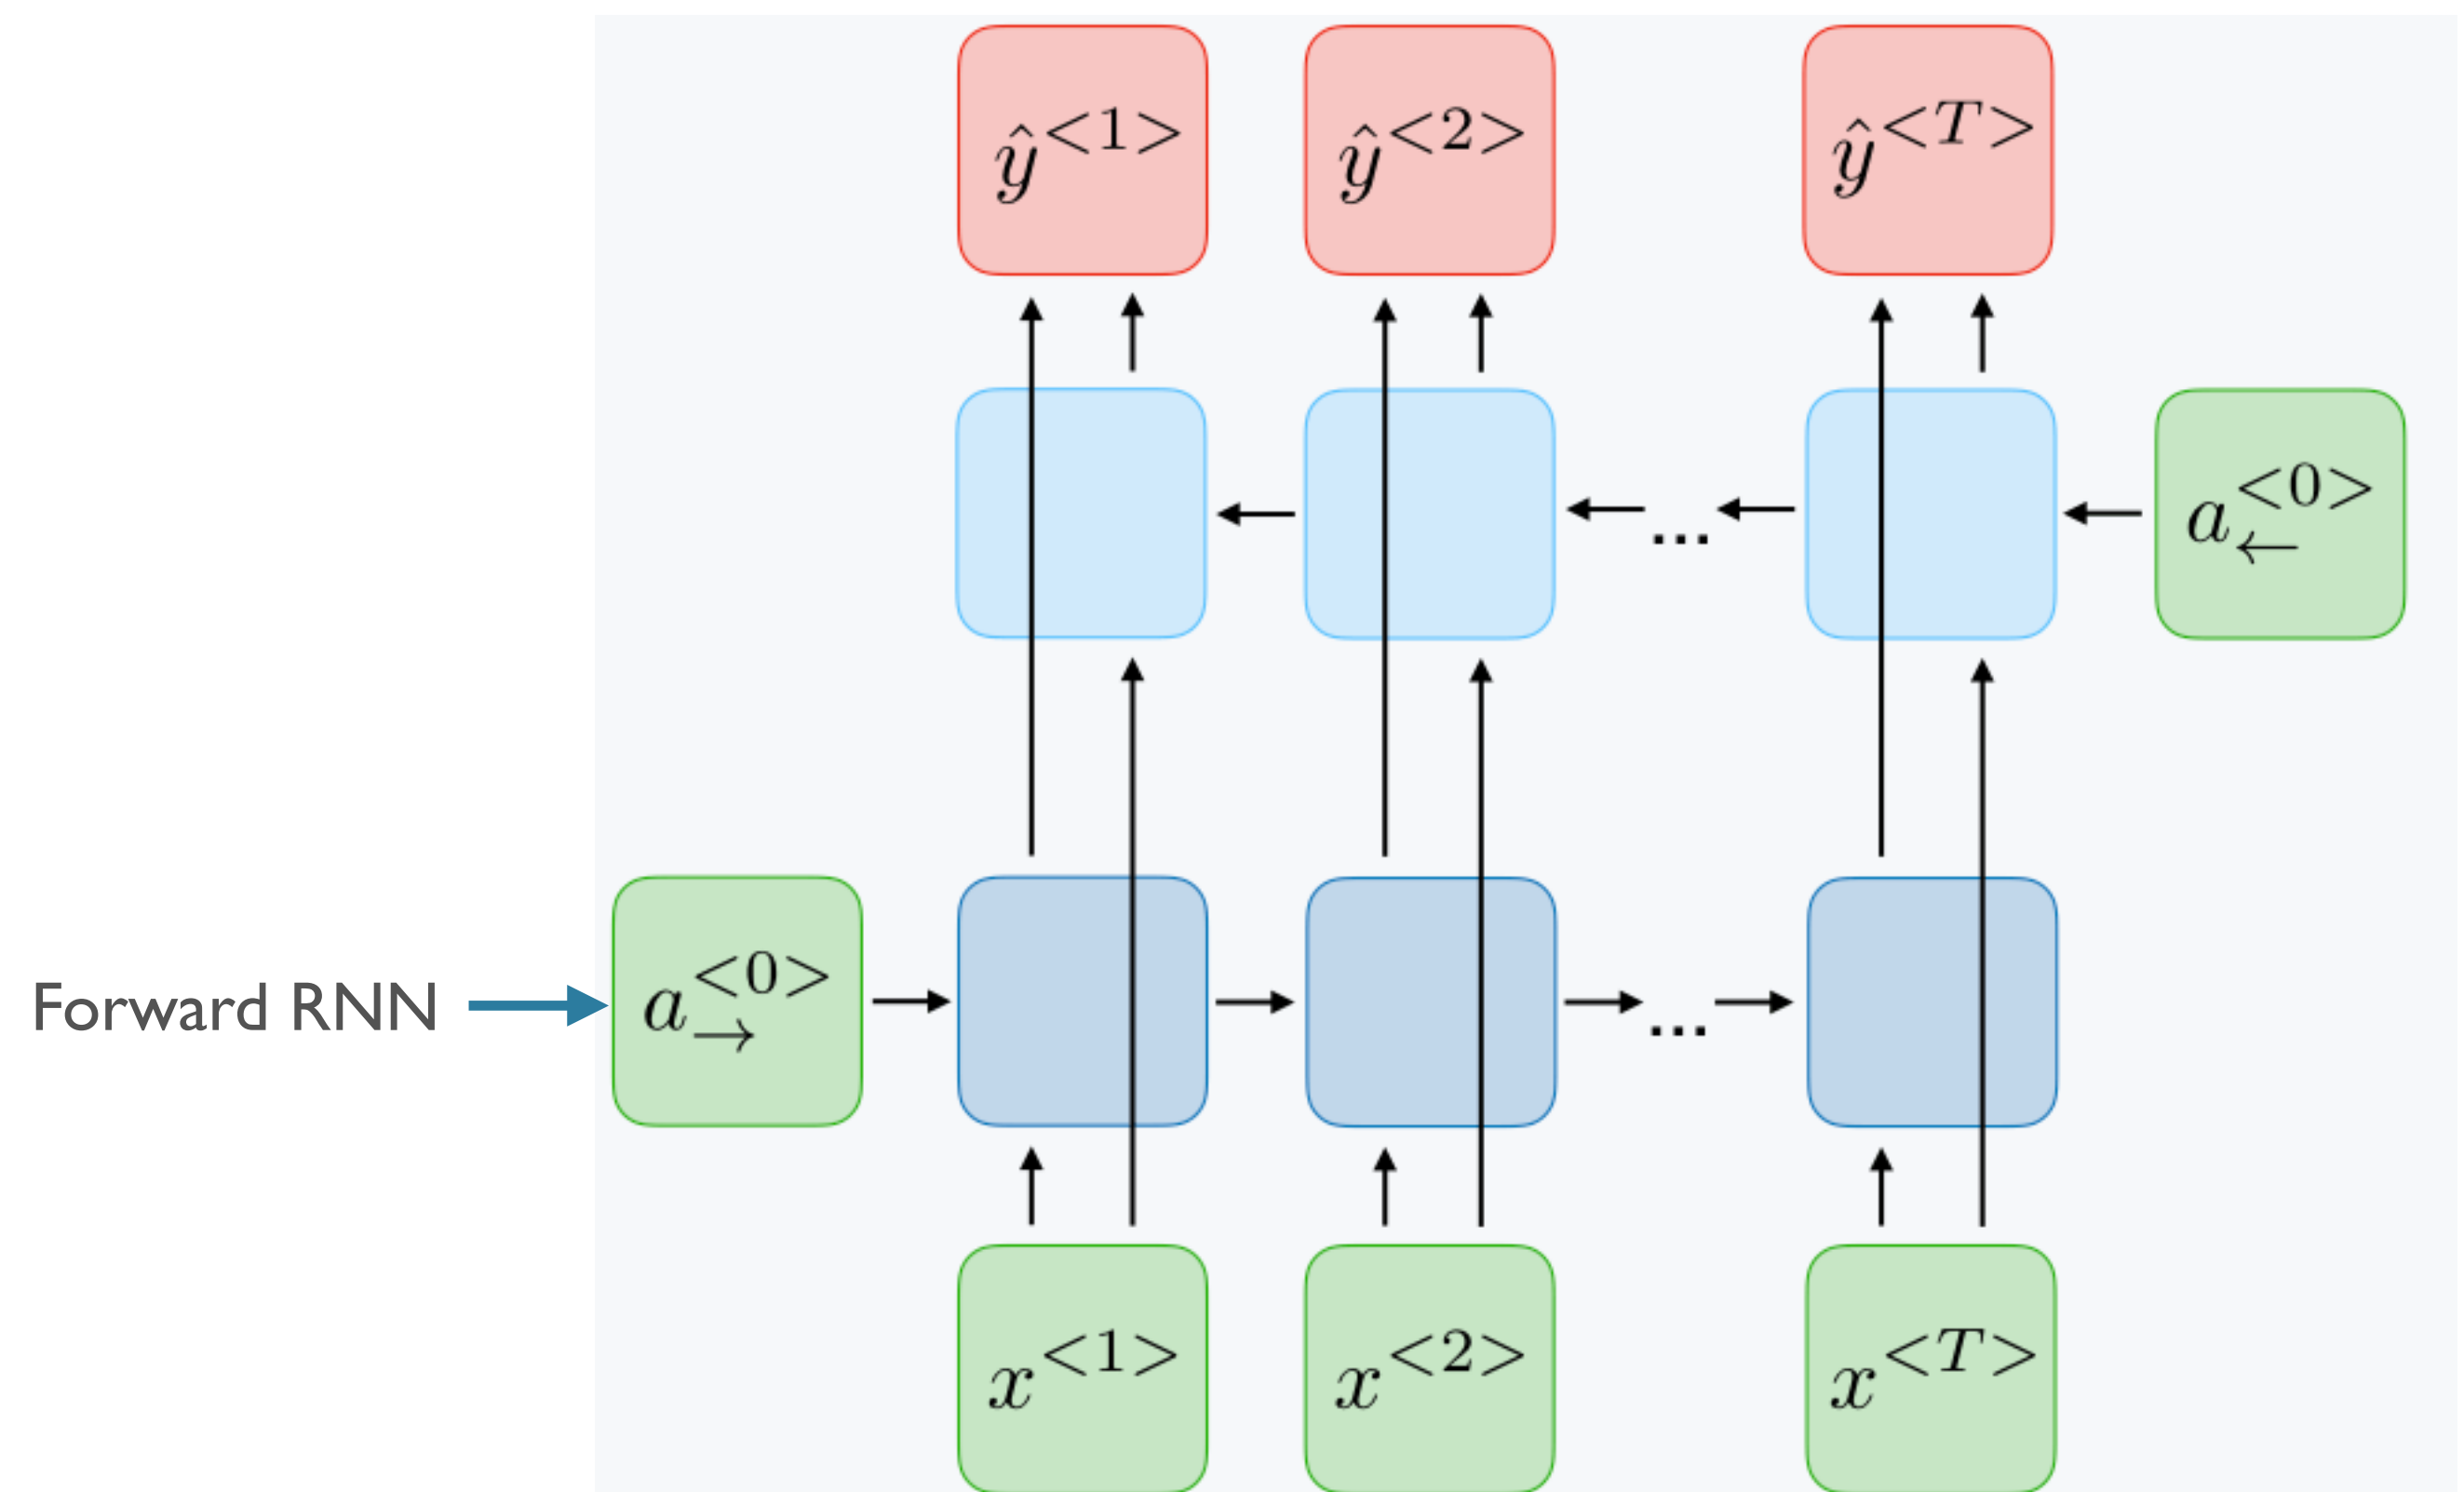 ŷ<1> ŷ<2> ŷ<T>
... a←<0>
Forward RNN a→<0> ...
x<1> x<2> x<T>